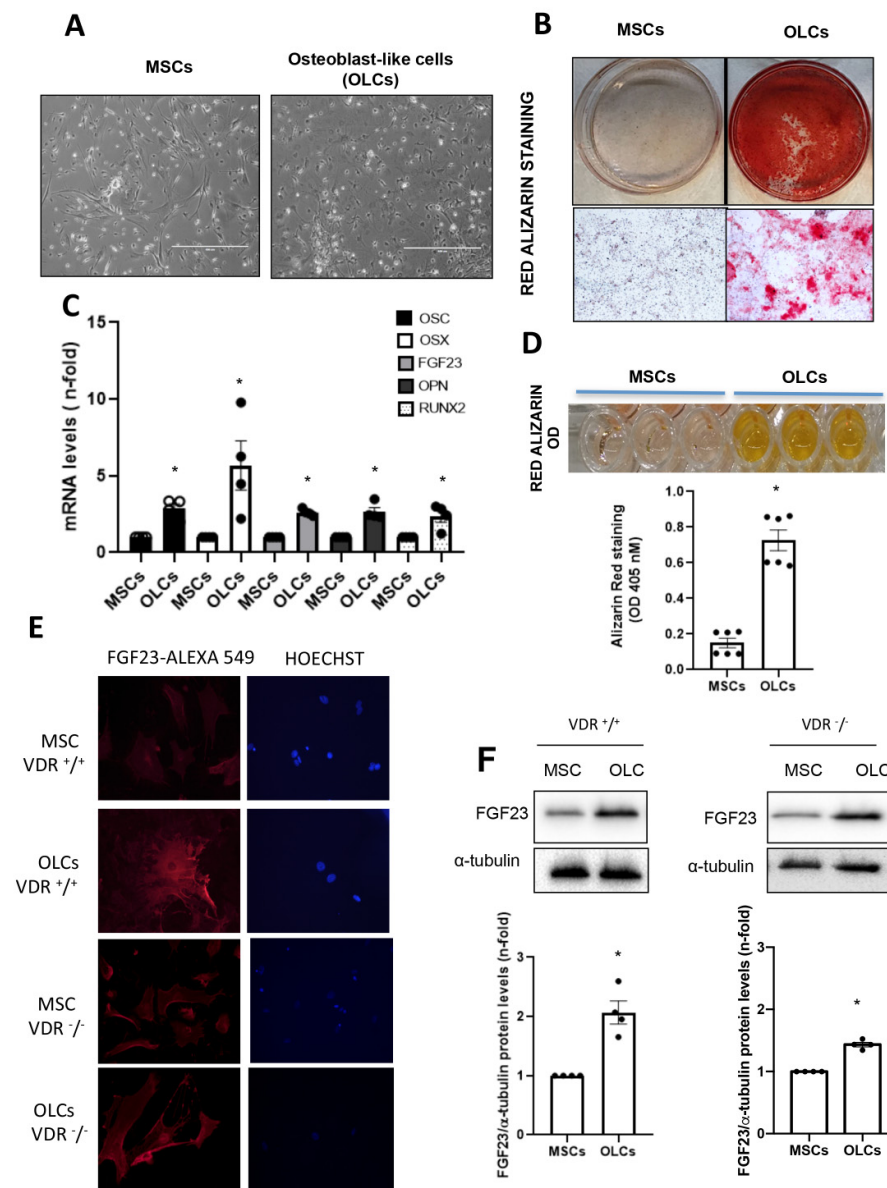 A
MSCs
Osteoblast-like cells
(OLCs)
B
MSCs
OLCs
RED ALIZARIN STAINING
C
15
10
5
0
mRNA levels ( n-fold)
OSC
OSX
FGF23
OPN
RUNX2
*
*
*
*
*
MSCs
OLCs
MSCs
OLCs
MSCs
OLCs
MSCs
OLCs
MSCs
OLCs
D
MSCs
OLCs
RED ALIZARIN
OD
*
1.0
0.8
0.6
0.4
0.2
0.0
Alizarin Red staining
(OD 405 nM)
MSCs
OLCs
E
FGF23-ALEXA 549
HOECHST
MSC
VDR +/+
OLCs
VDR +/+
MSC
VDR -/-
OLCs
VDR -/-
F
VDR +/+
MSC
OLC
FGF23
α-tubulin
VDR -/-
MSC
OLC
FGF23
α-tubulin
FGF23/α-tubulin protein levels (n-fold)
3
2
1
0
*
MSCs
OLCs
FGF23/α-tubulin protein levels (n-fold)
3
2
1
0
*
MSCs
OLCs